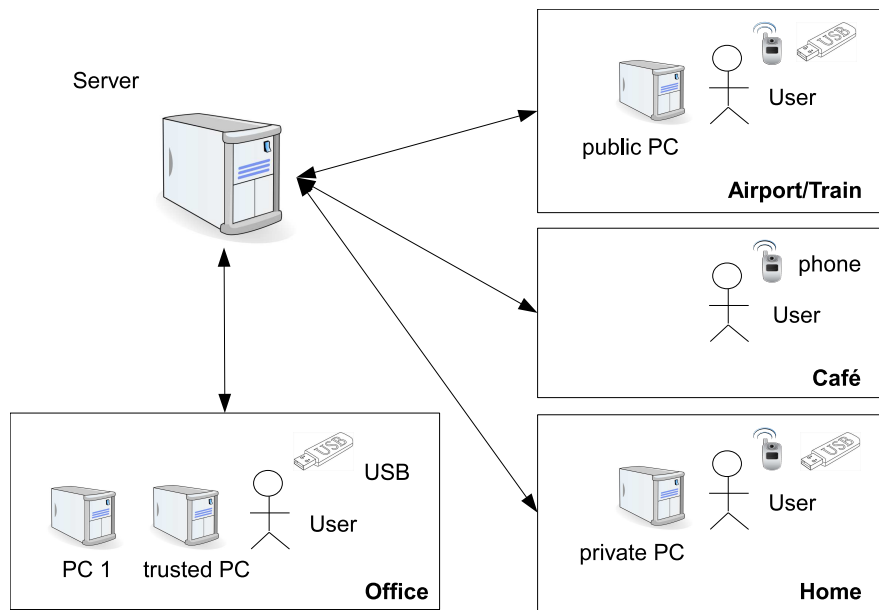 Server
USB
User
public PC
Airport/Train
phone
User
Café
USB
USB
User
PC 1
trusted PC
Office
USB
User
private PC
Home